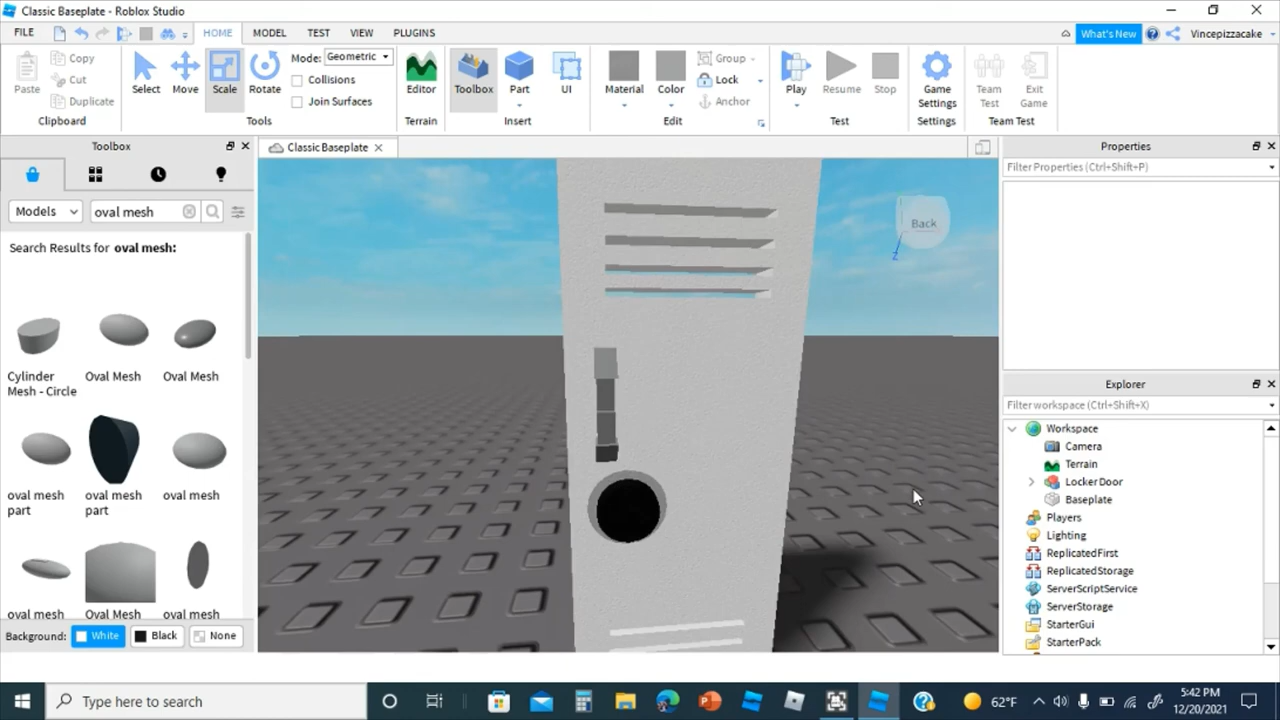 Classic Baseplate - Roblox Studio
FILE HOME MODEL TEST VIEW PLUGINS What's New Vincepizzacake
Paste Copy Cut Duplicate Clipboard
Select Move Scale Rotate Mode: Geometric Collisions Join Surfaces Tools
Editor Terrain
Toolbox Part UI Insert
Material Color Group Lock Anchor Edit
Play Resume Stop Test
Game Settings Settings
Team Test Exit Game Team Test
Toolbox
Models oval mesh
Search Results for oval mesh:
Cylinder Mesh - Circle Oval Mesh Oval Mesh
oval mesh part oval mesh part oval mesh
oval mesh Oval Mesh oval mesh
Background: White Black None
Classic Baseplate
Back
Z
Properties
Filter Properties (Ctrl+Shift+P)
Explorer
Filter workspace (Ctrl+Shift+X)
Workspace
Camera
Terrain
Locker Door
Baseplate
Players
Lighting
ReplicatedFirst
ReplicatedStorage
ServerScriptService
ServerStorage
StarterGui
StarterPack
Type here to search
62°F
5:42 PM
12/20/2021